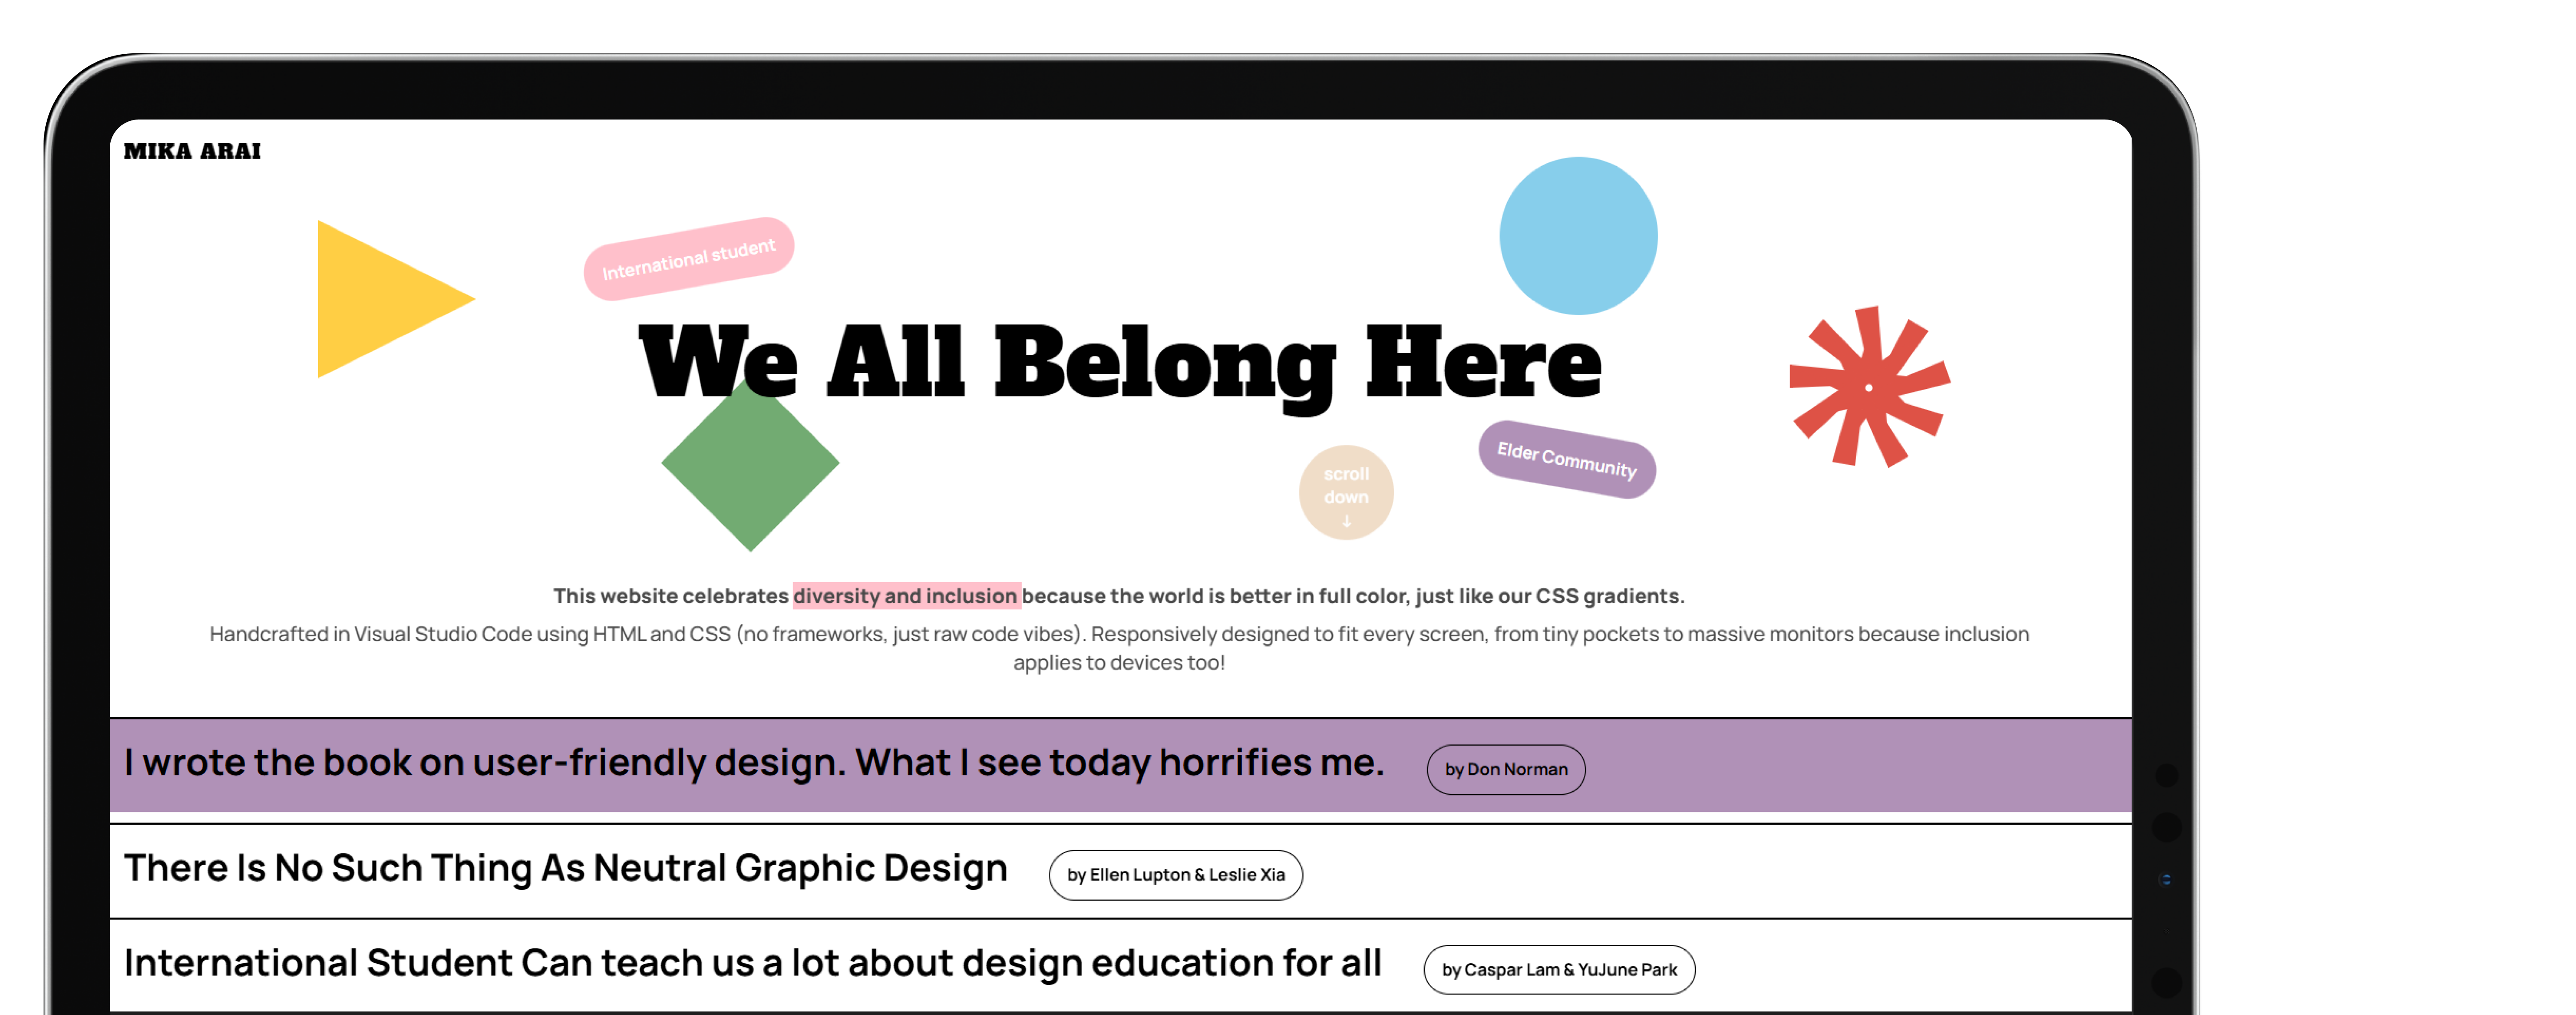 MIKA ARAI
International student
We All Belong Here
Elder Community
scroll
down
↓
This website celebrates diversity and inclusion because the world is better in full color, just like our CSS gradients.
Handcrafted in Visual Studio Code using HTML and CSS (no frameworks, just raw code vibes). Responsively designed to fit every screen, from tiny pockets to massive monitors because inclusion
applies to devices too!
I wrote the book on user-friendly design. What I see today horrifies me. by Don Norman
There Is No Such Thing As Neutral Graphic Design by Ellen Lupton & Leslie Xia
International Student Can teach us a lot about design education for all by Caspar Lam & YuJune Park